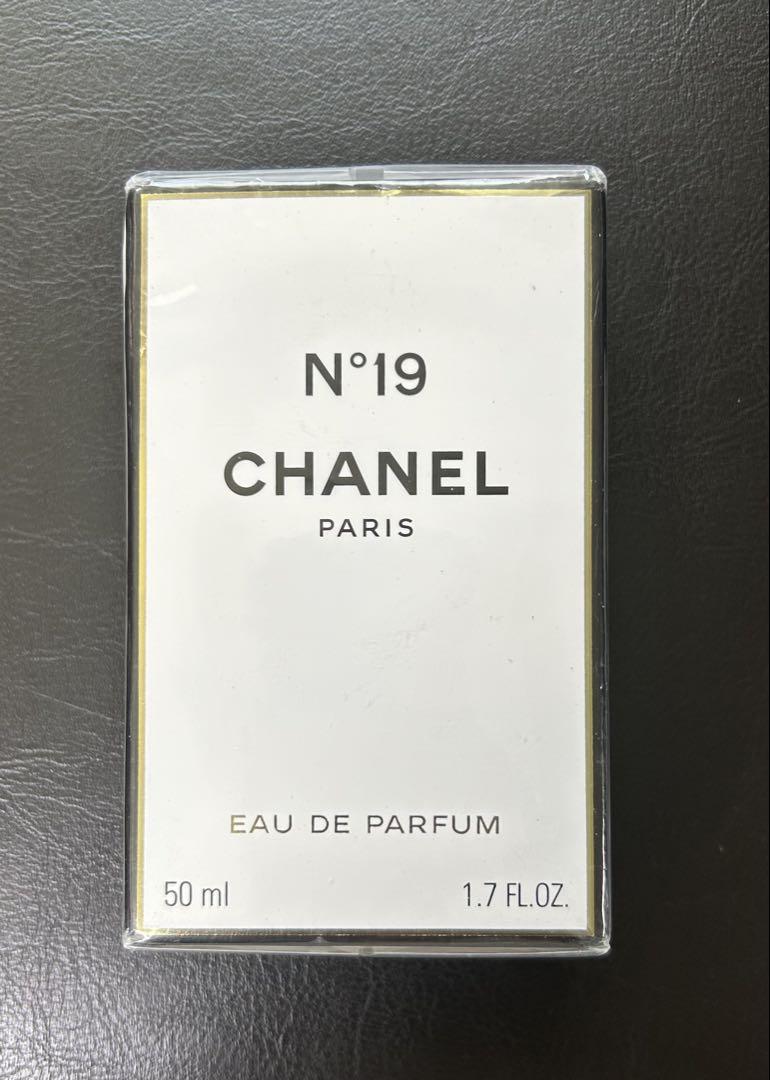 N°19
CHANEL
PARIS
EAU DE PARFUM
50 ml 1.7 FL.OZ.